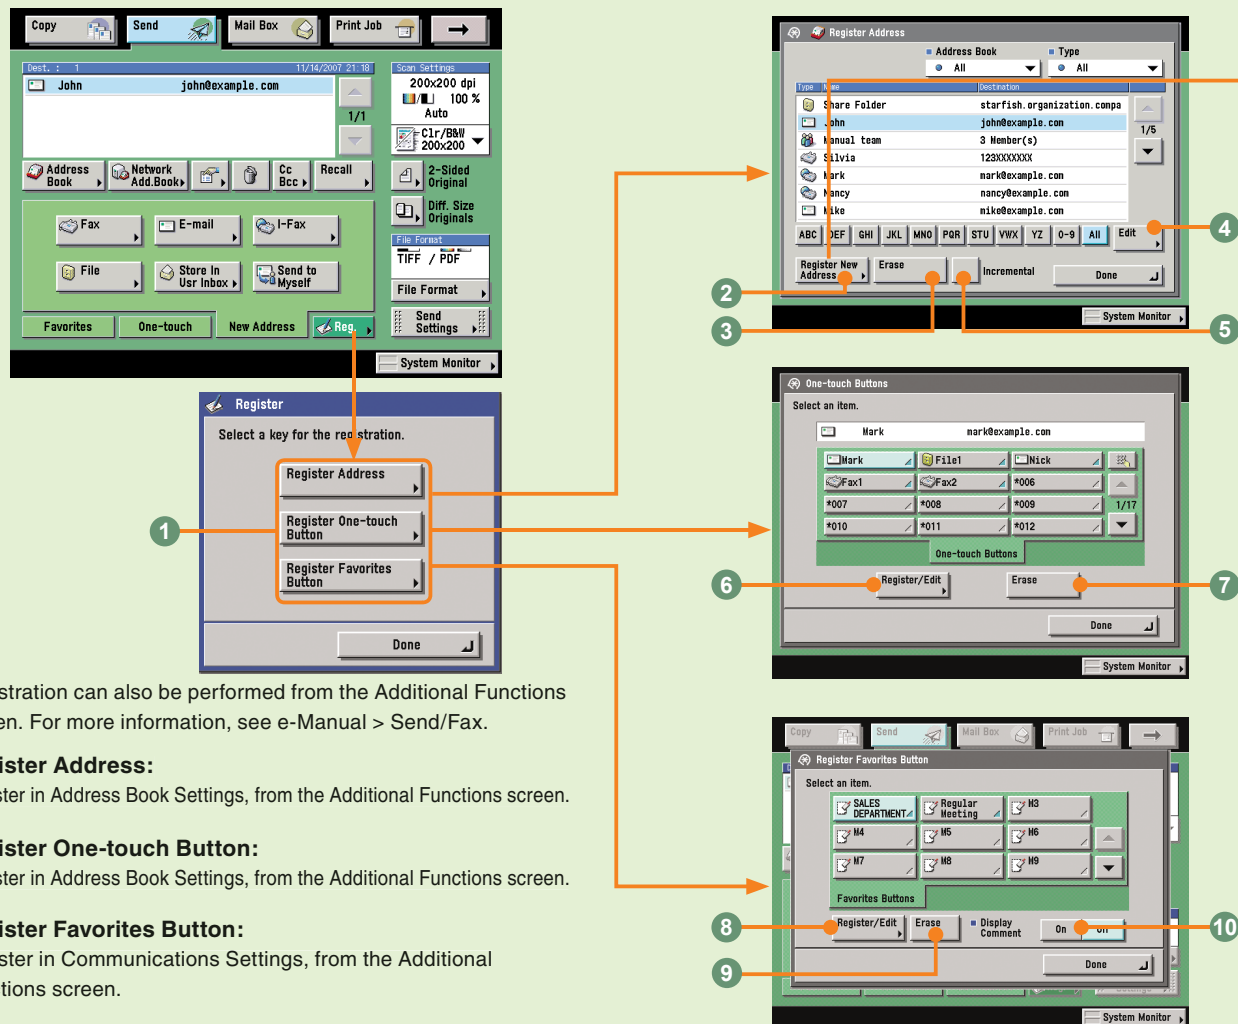 Copy
Send
Mail Box
Print Job
Dest. : 1
11/14/2007 21:18
John
john@example.com
1/1
Scan Settings
200x200 dpi
100 %
Auto
Clr/B&W
200x200
Address
Book
Network
Add.Book
Cc
Bcc
Recall
2-Sided
Original
Diff. Size
Originals
Fax
E-mail
I-Fax
File
Store In
Usr Inbox
Send to
Myself
File Format
TIFF / PDF
File Format
Send
Settings
Favorites
One-touch
New Address
Reg.
System Monitor
Register
Select a key for the registration.
Register Address
Register One-touch
Button
Register Favorites
Button
Done
1
stration can also be performed from the Additional Functions
en. For more information, see e-Manual > Send/Fax.
ister Address:
ster in Address Book Settings, from the Additional Functions screen.
ister One-touch Button:
ster in Address Book Settings, from the Additional Functions screen.
ister Favorites Button:
ster in Communications Settings, from the Additional
tions screen.
Register Address
Address Book
Type
All
All
Type
Name
Destination
Share Folder
starfish.organization.compa
John
john@example.com
Manual team
3 Member(s)
Silvia
123XXXXXXX
Mark
mark@example.com
Nancy
nancy@example.com
Mike
mike@example.com
1/5
ABC DEF GHI JKL MNO PQR STU VWX YZ 0-9 All
Edit
Register New
Address
Erase
Incremental
Done
System Monitor
2
3
4
5
One-touch Buttons
Select an item.
Mark
mark@example.com
Mark
File1
Nick
Fax1
Fax2
*006
*007
*008
*009
1/17
*010
*011
*012
One-touch Buttons
Register/Edit
Erase
Done
System Monitor
6
7
Copy
Send
Mail Box
Print Job
Register Favorites Button
Select an item.
SALES
DEPARTMENT
Regular
Meeting
M3
M4
M5
M6
M7
M8
M9
Favorites Buttons
Register/Edit
Erase
Display
Comment
On
Off
Done
System Monitor
8
9
10